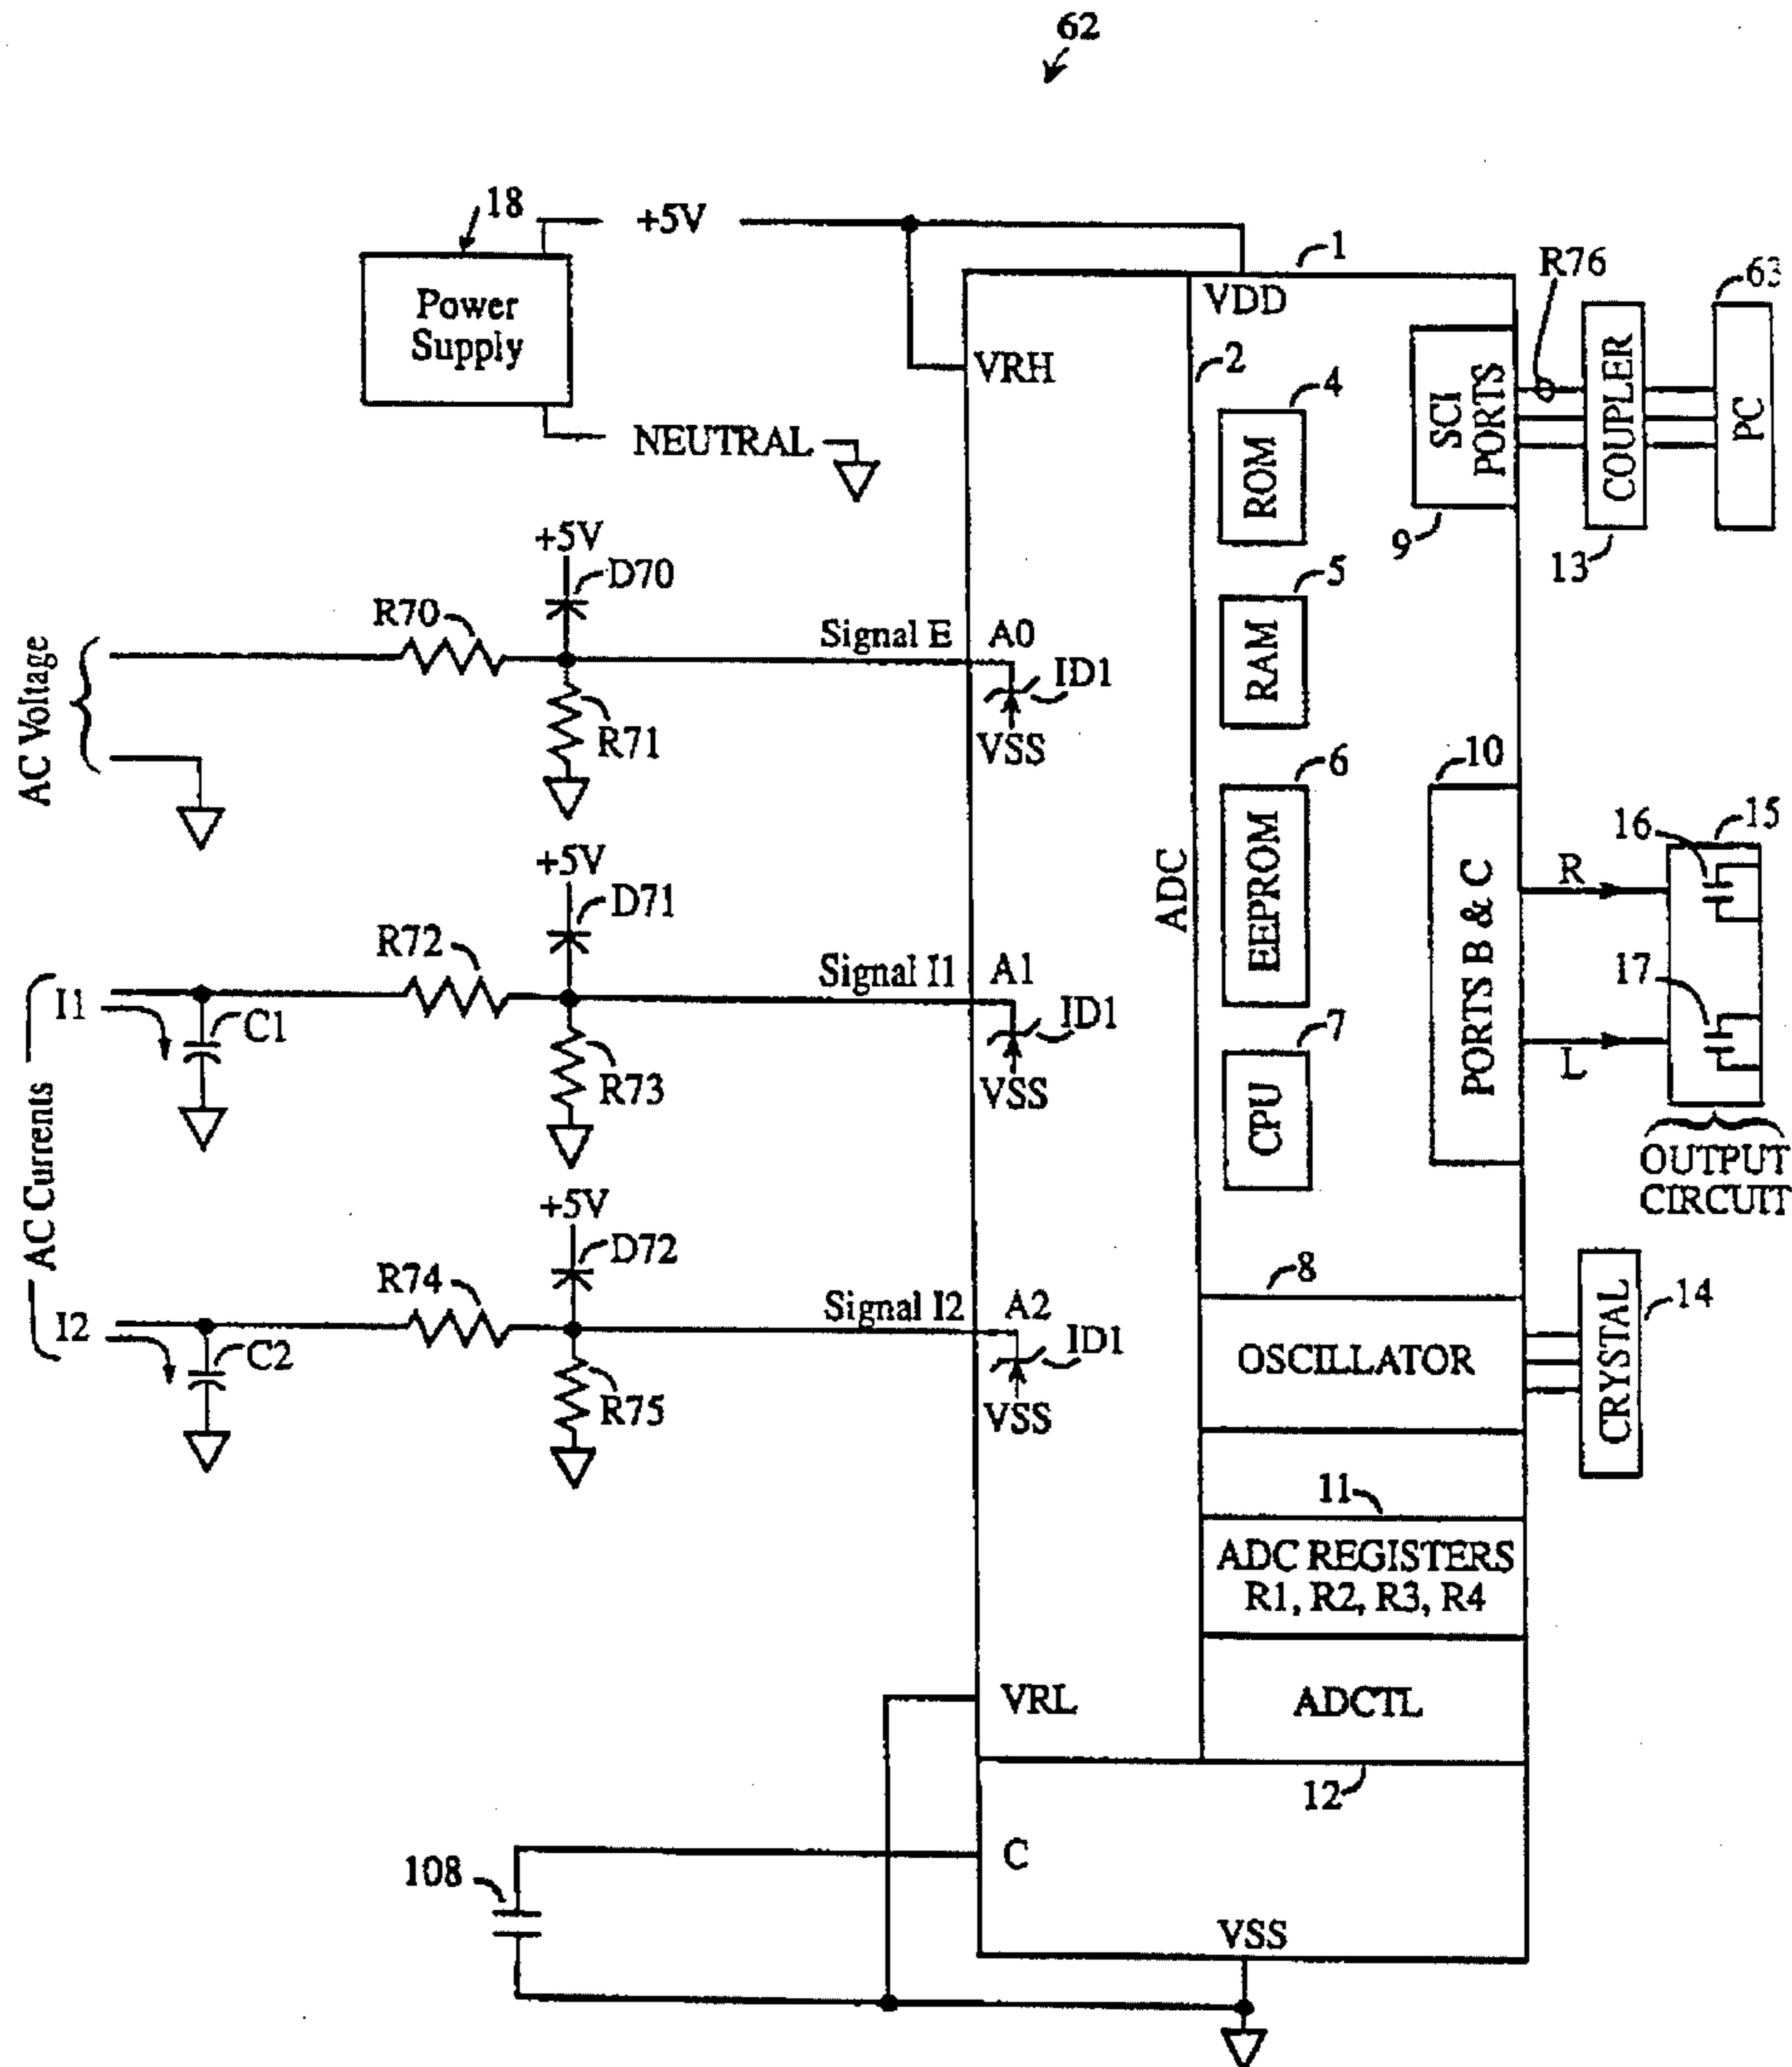 62
18
+5V
Power
Supply
NEUTRAL
1
VDD
VRH
2
R76
63
SCI
PORTS
COUPLER
PC
9
13
4
ROM
5
RAM
6
EEPROM
7
CPU
ADC
AC Voltage
R70
+5V
D70
R71
Signal E
A0
ID1
VSS
AC Currents
I1
C1
R72
+5V
D71
R73
Signal I1
A1
ID1
VSS
I2
C2
R74
+5V
D72
R75
Signal I2
A2
ID1
VSS
10
PORTS B & C
R
L
16
15
17
OUTPUT
CIRCUIT
8
OSCILLATOR
CRYSTAL
14
11
ADC REGISTERS
R1, R2, R3, R4
VRL
ADCTL
12
108
C
VSS